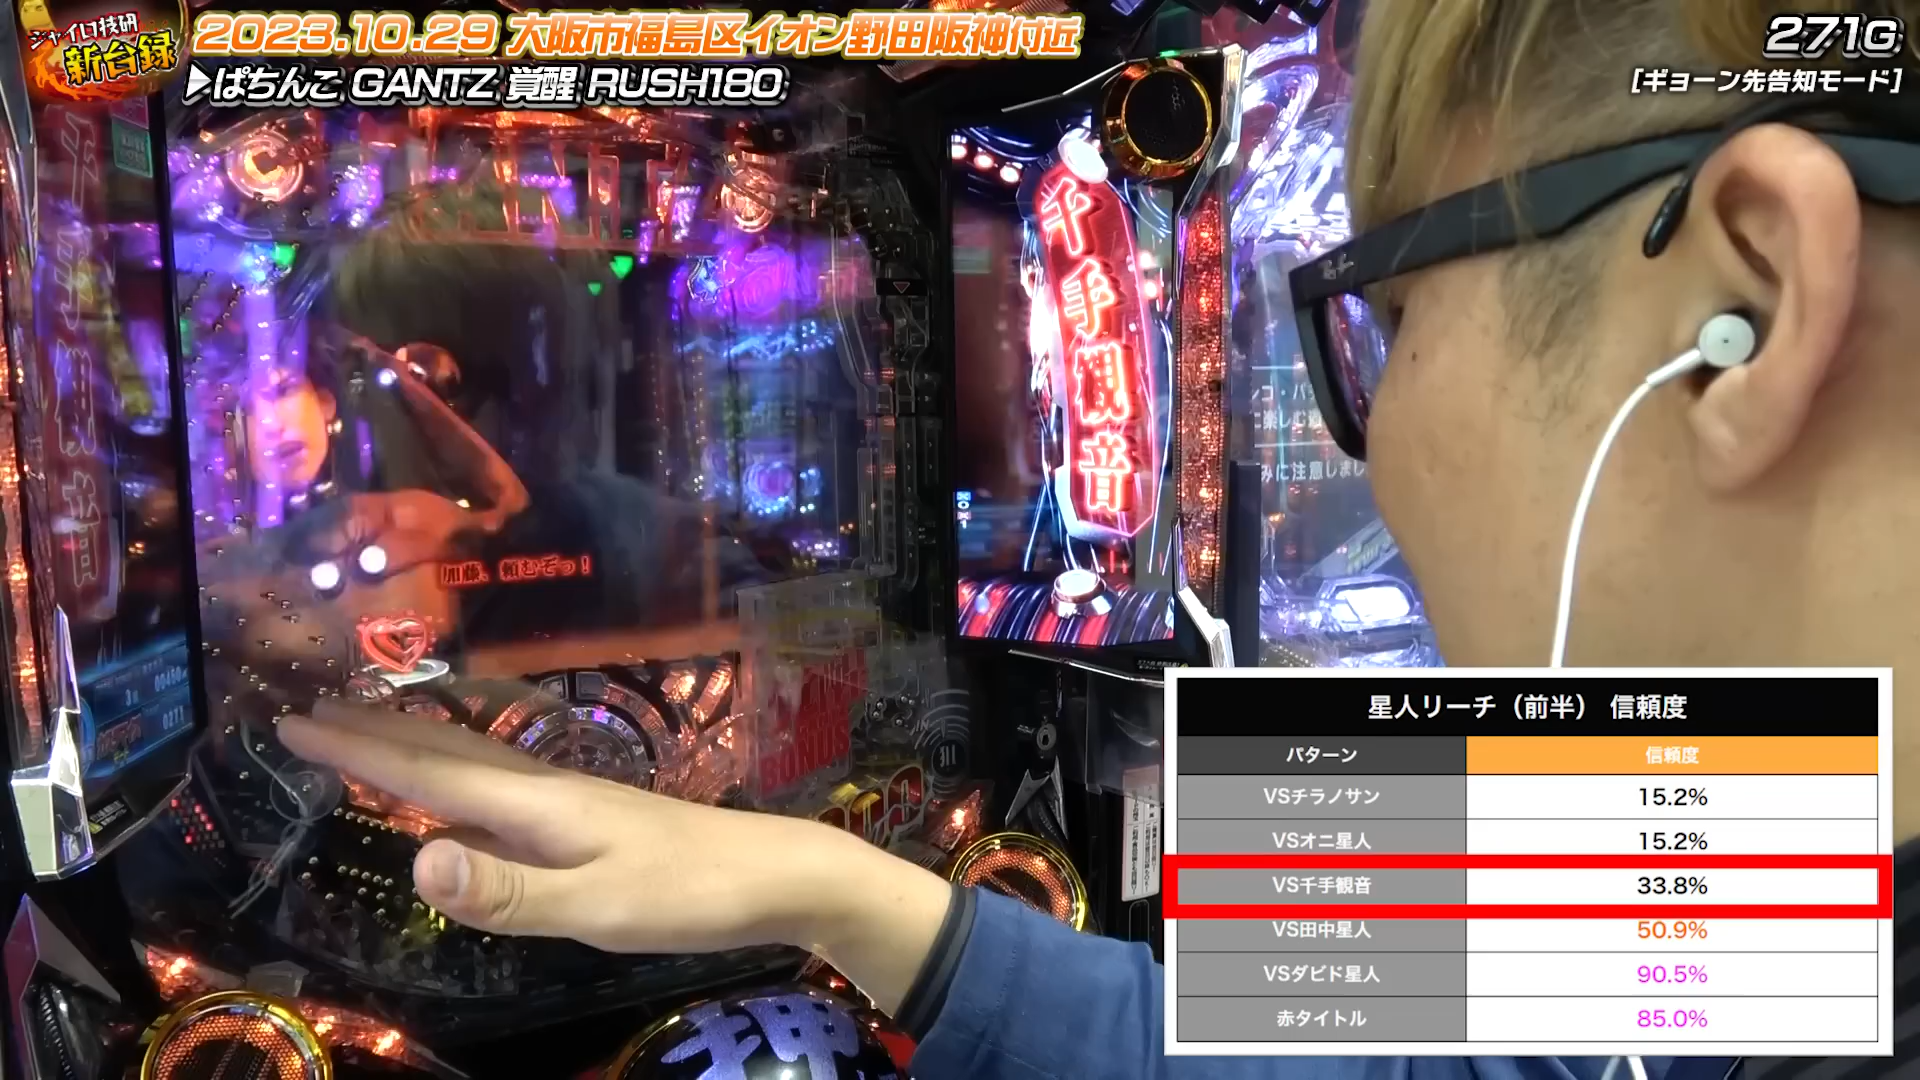 ジャイロ技研
新台録
2023.10.29 大阪市福島区イオン野田阪神付近
▶ぱちんこ GANTZ 覚醒 RUSH180
271G
[ギョーン先告知モード]
千手観音
加藤、頼むぞっ!
BONUS
押
星人リーチ(前半) 信頼度
パターン 信頼度
VSチラノサン 15.2%
VSオニ星人 15.2%
VS千手観音 33.8%
VS田中星人 50.9%
VSダビド星人 90.5%
赤タイトル 85.0%